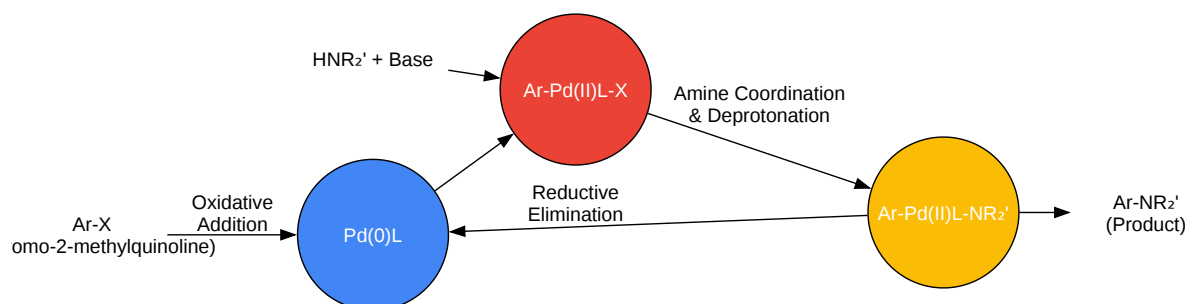 HNR₂' + Base
Ar-Pd(II)L-X
Amine Coordination
& Deprotonation
Oxidative
Addition
Reductive
Elimination
Ar-X
omo-2-methylquinoline)
Pd(0)L
Ar-Pd(II)L-NR₂'
Ar-NR₂'
(Product)